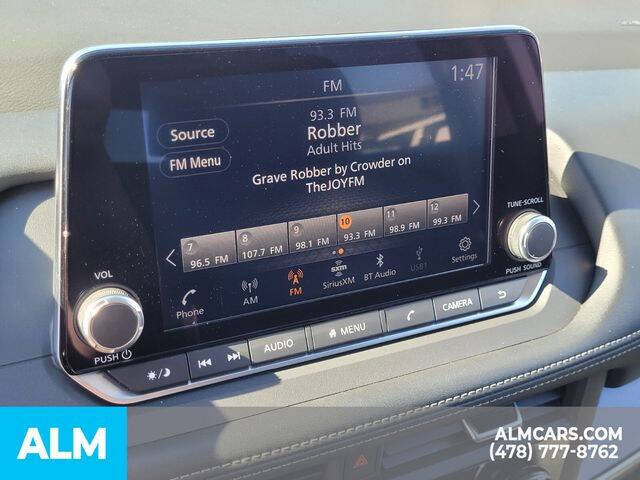 FM
1:47
93.3 FM
Robber
Adult Hits
Source
FM Menu
Grave Robber by Crowder on
TheJOYFM
7
96.5 FM
8
107.7 FM
9
98.1 FM
10
93.3 FM
11
98.9 FM
12
99.3 FM
Phone
AM
FM
sxm
SiriusXM
BT Audio
USB1
Settings
VOL
PUSH
TUNE·SCROLL
PUSH SOUND
AUDIO
MENU
CAMERA
ALM
ALMCARS.COM
(478) 777-8762